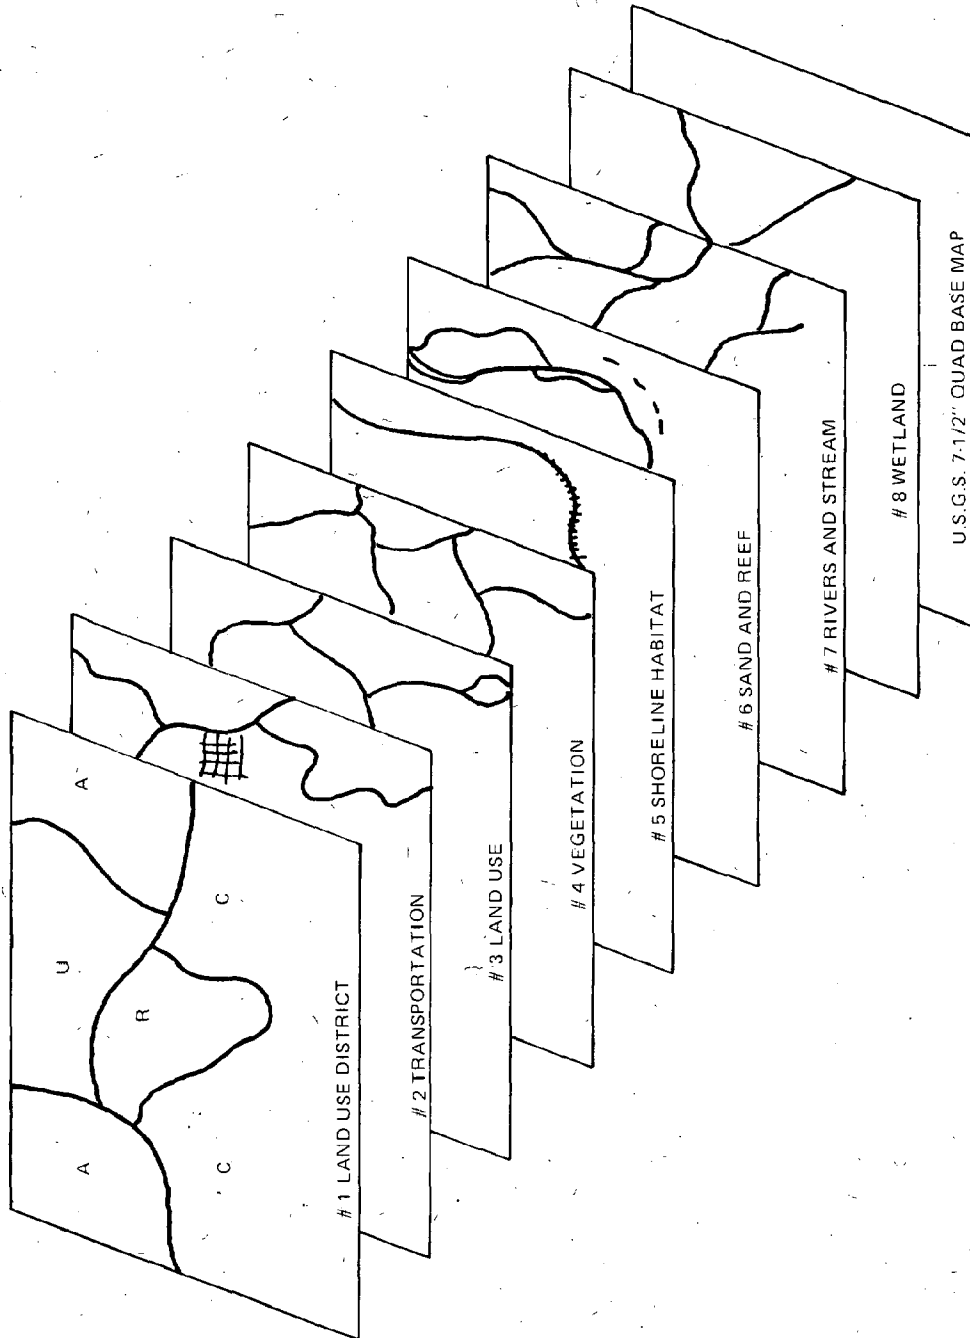 A
U
A
R
C
C
#1 LAND USE DISTRICT
#2 TRANSPORTATION
#3 LAND USE
#4 VEGETATION
#5 SHORELINE HABITAT
#6 SAND AND REEF
#7 RIVERS AND STREAM
#8 WETLAND
U.S.G.S. 7-1/2" QUAD BASE MAP